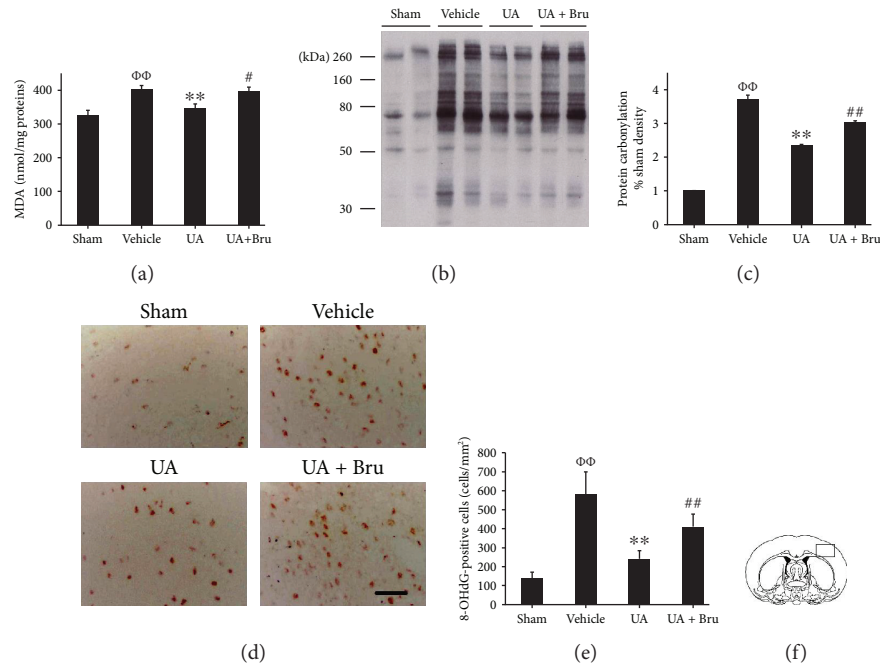 MDA (nmol/mg proteins)
500
400
300
200
100
0
ΦΦ
**
#
Sham Vehicle UA UA+Bru
(a)
Sham Vehicle UA UA + Bru
(kDa) 260
160
80
50
30
(b)
Protein carbonylation
% sham density
4
3
2
1
0
ΦΦ
**
##
Sham Vehicle UA UA + Bru
(c)
Sham Vehicle
UA UA + Bru
(d)
8-OHdG-positive cells (cells/mm²)
800
700
600
500
400
300
200
100
0
ΦΦ
**
##
Sham Vehicle UA UA + Bru
(e)
(f)